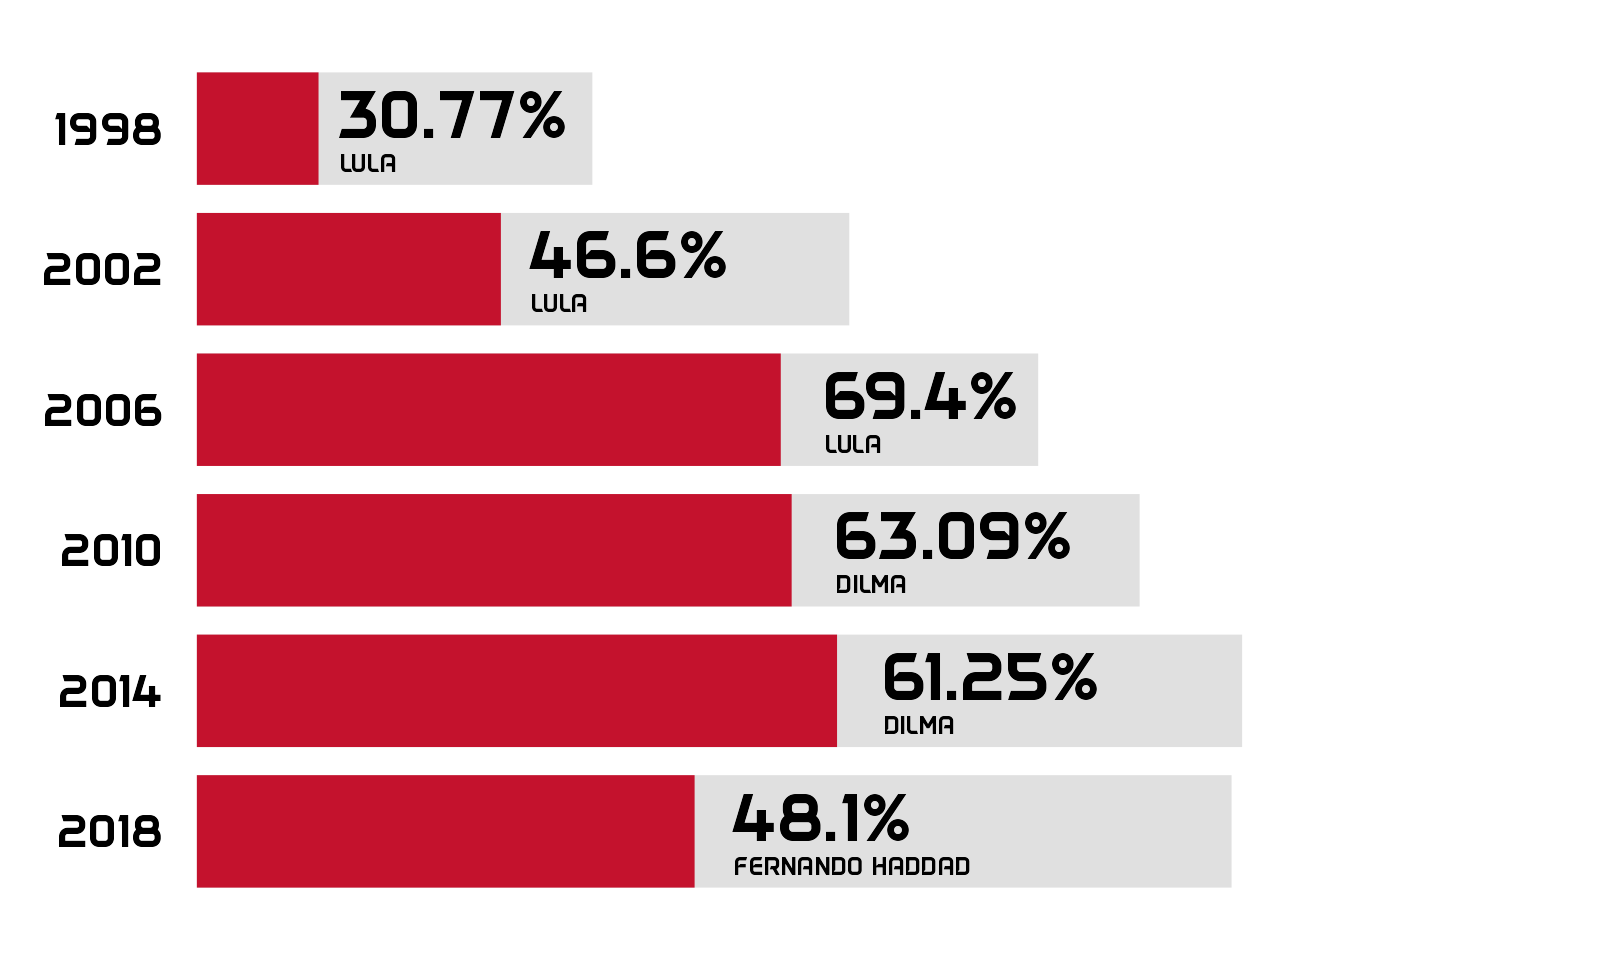 1998
30.77%
LULA
2002
46.6%
LULA
2006
69.4%
LULA
2010
63.09%
DILMA
2014
61.25%
DILMA
2018
48.1%
FERNANDO HADDAD